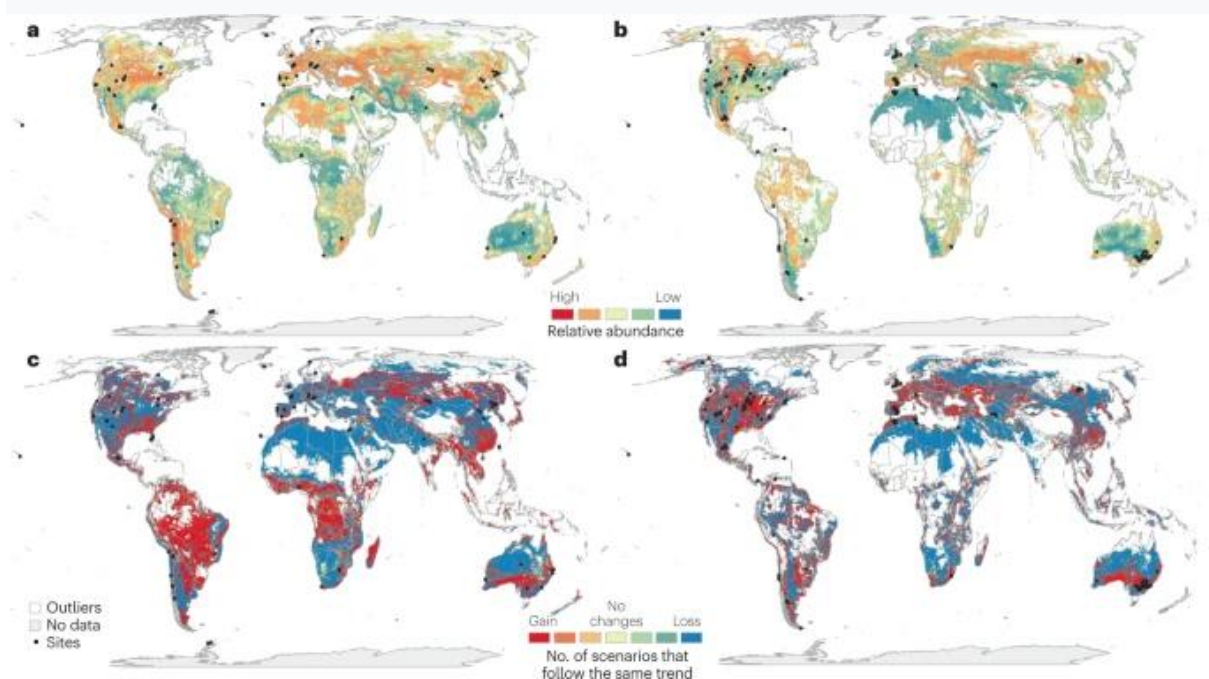 a
b
High Low
Relative abundance
c
d
Outliers
No data
Sites
No
Gain changes Loss
No. of scenarios that
follow the same trend